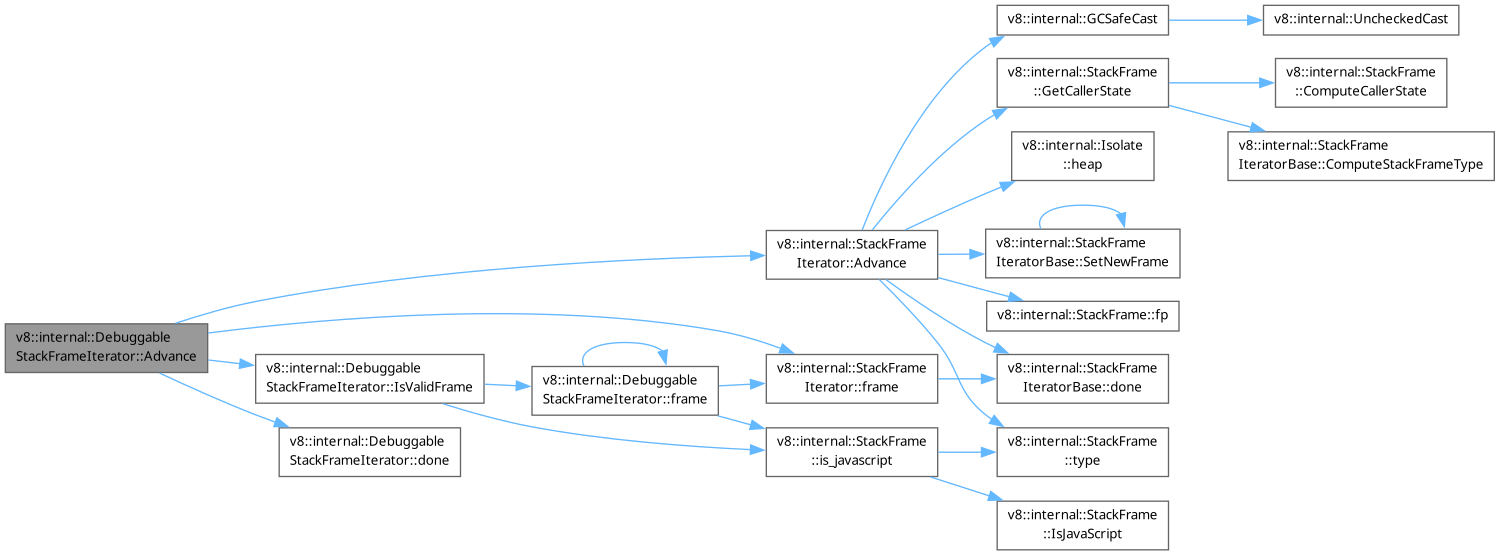 v8::internal::Debuggable
StackFrameIterator::Advance
v8::internal::Debuggable
StackFrameIterator::IsValidFrame
v8::internal::Debuggable
StackFrameIterator::done
v8::internal::Debuggable
StackFrameIterator::frame
v8::internal::StackFrame
Iterator::Advance
v8::internal::StackFrame
Iterator::frame
v8::internal::StackFrame
::is_javascript
v8::internal::GCSafeCast
v8::internal::StackFrame
::GetCallerState
v8::internal::Isolate
::heap
v8::internal::StackFrame
IteratorBase::SetNewFrame
v8::internal::StackFrame::fp
v8::internal::StackFrame
IteratorBase::done
v8::internal::StackFrame
::type
v8::internal::StackFrame
::IsJavaScript
v8::internal::UncheckedCast
v8::internal::StackFrame
::ComputeCallerState
v8::internal::StackFrame
IteratorBase::ComputeStackFrameType